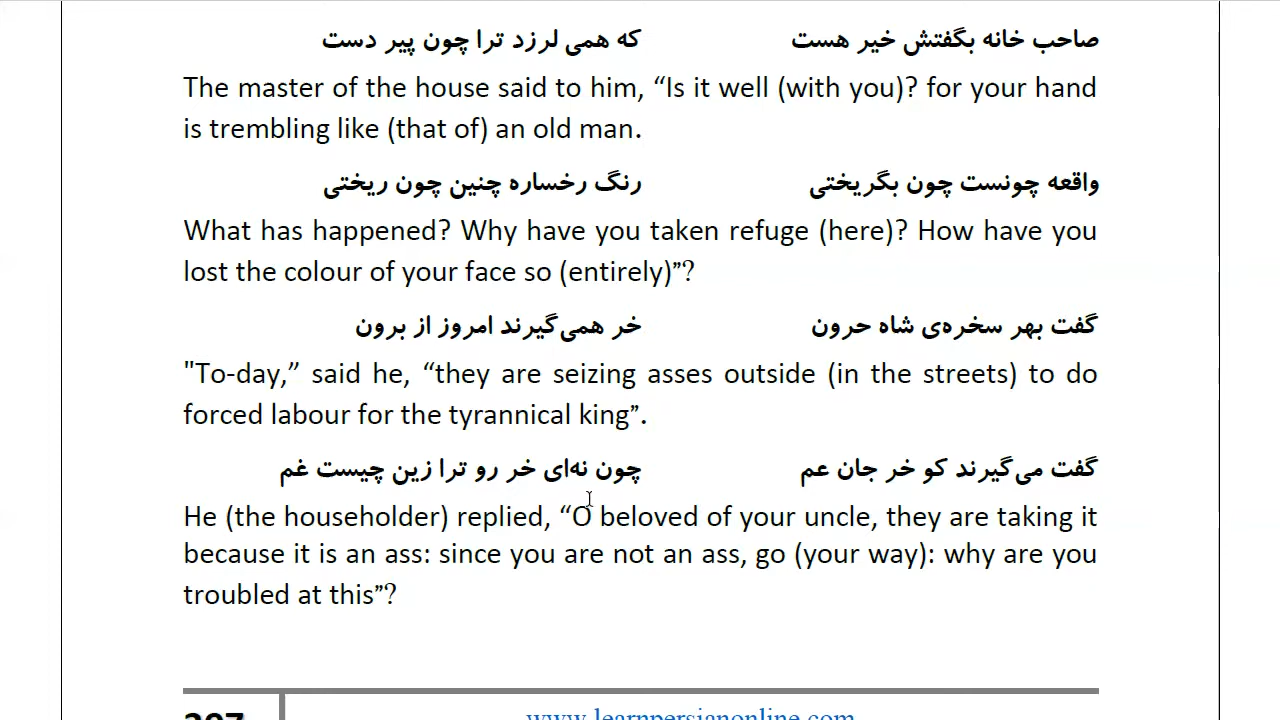 صاحب خانه بگفتش خیر هست که همی لرزد ترا چون پیر دست
The master of the house said to him, “Is it well (with you)? for your hand
is trembling like (that of) an old man.
واقعه چونست چون بگریختی رنگ رخساره چنین چون ریختی
What has happened? Why have you taken refuge (here)? How have you
lost the colour of your face so (entirely)”?
گفت بهر سخره‌ی شاه حرون خر همی‌گیرند امروز از برون
"To-day,” said he, “they are seizing asses outside (in the streets) to do
forced labour for the tyrannical king”.
گفت می‌گیرند کو خر جان عم چون نه‌ای خر رو ترا زین چیست غم
He (the householder) replied, “O beloved of your uncle, they are taking it
because it is an ass: since you are not an ass, go (your way): why are you
troubled at this”?
207 www.learnpersianonline.com